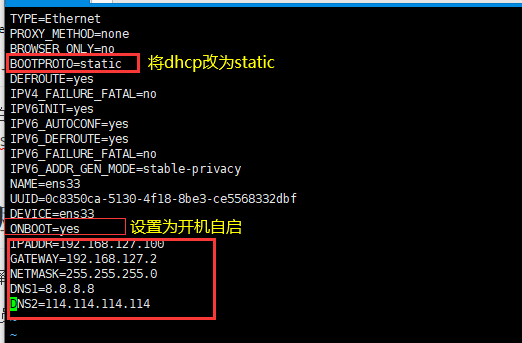 TYPE=Ethernet
PROXY_METHOD=none
BROWSER_ONLY=no
BOOTPROTO=static 将dhcp改为static
DEFROUTE=yes
IPV4_FAILURE_FATAL=no
IPV6INIT=yes
IPV6_AUTOCONF=yes
IPV6_DEFROUTE=yes
IPV6_FAILURE_FATAL=no
IPV6_ADDR_GEN_MODE=stable-privacy
NAME=ens33
UUID=0c8350ca-5130-4f18-8be3-ce5568332dbf
DEVICE=ens33
ONBOOT=yes 设置为开机自启
IPADDR=192.168.127.100
GATEWAY=192.168.127.2
NETMASK=255.255.255.0
DNS1=8.8.8.8
DNS2=114.114.114.114
~
~